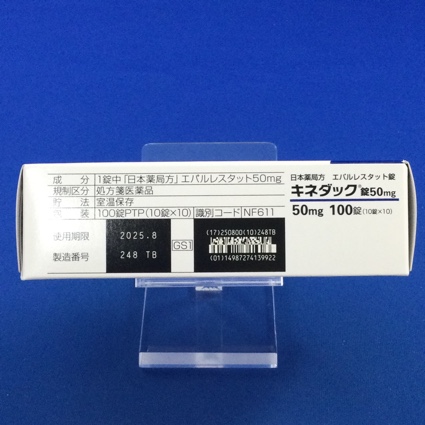 成　分 1錠中「日本薬局方」エパルレスタット50mg
規制区分 処方箋医薬品
貯　法 室温保存
包　装 100錠PTP(10錠×10) 識別コード NF611
使用期限 2025.8
製造番号 248 TB
GS1
(17)250800(10)248TB
(01)14987274139922
日本薬局方 エパルレスタット錠
キネダック®錠50mg
50mg 100錠(10錠×10)